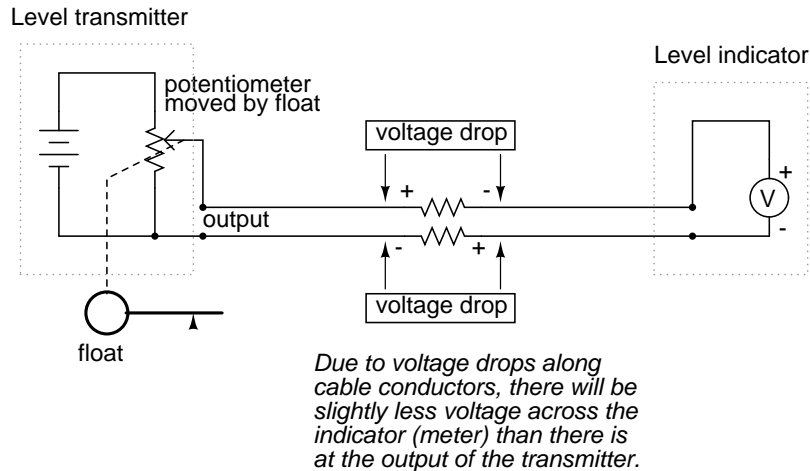 Level transmitter
Level indicator
potentiometer
moved by float
voltage drop
+ -
+
V
-
output
- +
voltage drop
float
Due to voltage drops along
cable conductors, there will be
slightly less voltage across the
indicator (meter) than there is
at the output of the transmitter.